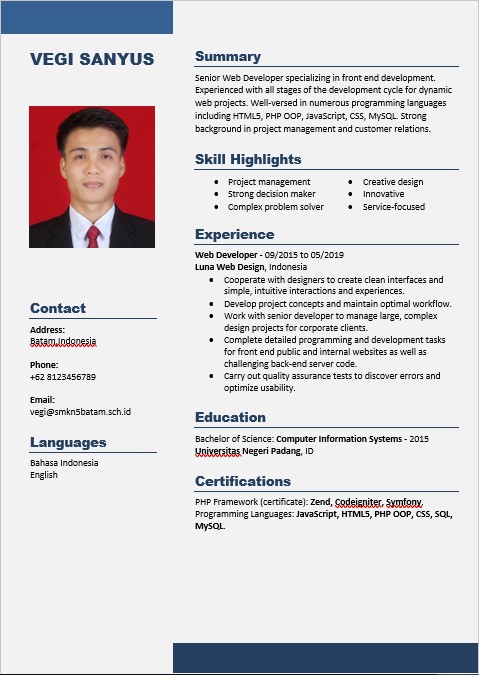 VEGI SANYUS
Contact
Address:
Batam,Indonesia
Phone:
+62 8123456789
Email:
vegi@smkn5batam.sch.id
Languages
Bahasa Indonesia
English
Summary
Senior Web Developer specializing in front end development.
Experienced with all stages of the development cycle for dynamic
web projects. Well-versed in numerous programming languages
including HTML5, PHP OOP, JavaScript, CSS, MySQL. Strong
background in project management and customer relations.
Skill Highlights
• Project management
• Strong decision maker
• Complex problem solver
• Creative design
• Innovative
• Service-focused
Experience
Web Developer - 09/2015 to 05/2019
Luna Web Design, Indonesia
• Cooperate with designers to create clean interfaces and
simple, intuitive interactions and experiences.
• Develop project concepts and maintain optimal workflow.
• Work with senior developer to manage large, complex
design projects for corporate clients.
• Complete detailed programming and development tasks
for front end public and internal websites as well as
challenging back-end server code.
• Carry out quality assurance tests to discover errors and
optimize usability.
Education
Bachelor of Science: Computer Information Systems - 2015
Universitas Negeri Padang, ID
Certifications
PHP Framework (certificate): Zend, Codeigniter, Symfony.
Programming Languages: JavaScript, HTML5, PHP OOP, CSS, SQL,
MySQL.